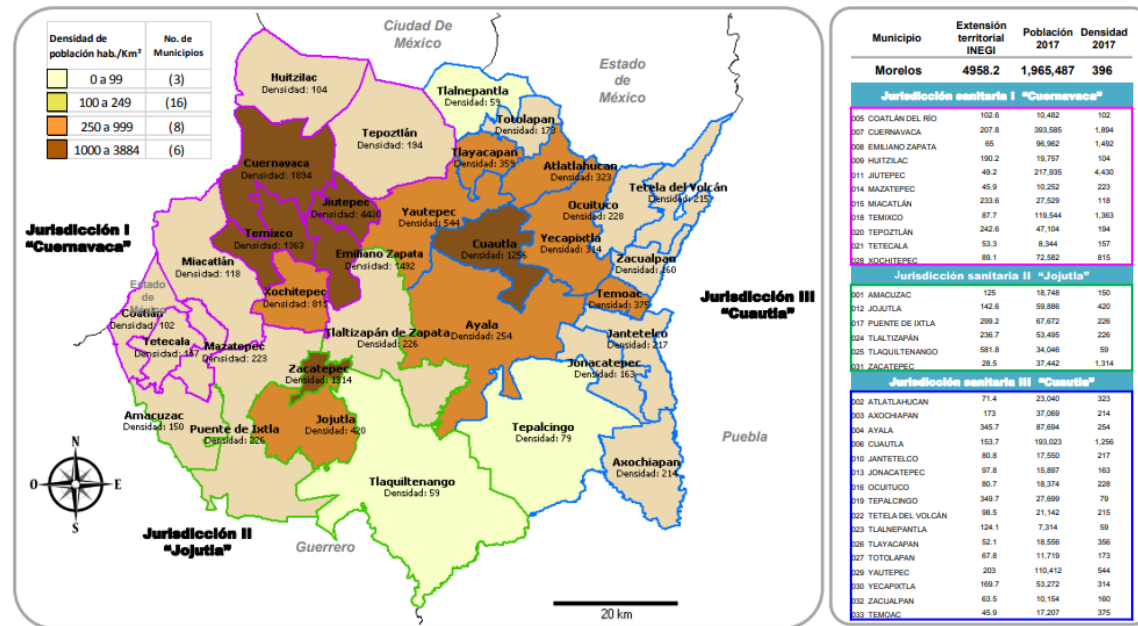 Densidad de
población hab./Km²
No. de
Municipios
0 a 99
(3)
100 a 249
(16)
250 a 999
(8)
1000 a 3884
(6)
Ciudad De
México
Estado
de
México
Huitzilac
Densidad: 104
Tlalnepantla
Densidad: 59
Totolapan
Densidad: 173
Tepoztlán
Densidad: 194
Tlayacapan
Densidad: 359
Atlatlahucan
Densidad: 323
Cuernavaca
Densidad: 1894
Tetela del Volcán
Densidad: 215
Jiutepec
Densidad: 4430
Yautepec
Densidad: 544
Ocuituco
Densidad: 228
Jurisdicción I
"Cuernavaca"
Temixco
Densidad: 1363
Cuautla
Densidad: 1256
Yecapixtla
Densidad: 314
Emiliano Zapata
Densidad: 1492
Zacualpan
Densidad: 160
Miacatlán
Densidad: 118
Xochitepec
Densidad: 815
Temoac
Densidad: 375
Jurisdicción III
"Cuautla"
Estado
de
México
Coatlán
Densidad: 102
Ayala
Densidad: 254
Tlaltizapán de Zapata
Densidad: 226
Jantetelco
Densidad: 217
Tetecala
Densidad: 157
Mazatepec
Densidad: 223
Jonacatepec
Densidad: 163
Zacatepec
Densidad: 1314
Amacuzac
Densidad: 150
Puente de Ixtla
Densidad: 226
Jojutla
Densidad: 420
Tepalcingo
Densidad: 79
Puebla
Axochiapan
Densidad: 214
Tlaquiltenango
Densidad: 59
N
O
E
S
Jurisdicción II
"Jojutla"
Guerrero
20 km
Municipio
Extensión
territorial
INEGI
Población
2017
Densidad
2017
Morelos 4958.2 1,965,487 396
Jurisdicción sanitaria I "Cuernavaca"
005 COATLÁN DEL RÍO 102.6 10,482 102
007 CUERNAVACA 207.8 393,585 1,894
008 EMILIANO ZAPATA 65 96,962 1,492
009 HUITZILAC 190.2 19,757 104
011 JIUTEPEC 49.2 217,935 4,430
014 MAZATEPEC 45.9 10,252 223
015 MIACATLÁN 233.6 27,529 118
018 TEMIXCO 87.7 119,544 1,363
020 TEPOZTLÁN 242.6 47,104 194
021 TETECALA 53.3 8,344 157
028 XOCHITEPEC 89.1 72,582 815
Jurisdicción sanitaria II "Jojutla"
001 AMACUZAC 125 18,748 150
012 JOJUTLA 142.6 59,886 420
017 PUENTE DE IXTLA 299.2 67,672 226
024 TLALTIZAPÁN 236.7 53,495 226
025 TLAQUILTENANGO 581.8 34,046 59
031 ZACATEPEC 28.5 37,442 1,314
Jurisdicción sanitaria III "Cuautla"
002 ATLATLAHUCAN 71.4 23,040 323
003 AXOCHIAPAN 173 37,069 214
004 AYALA 345.7 87,694 254
006 CUAUTLA 153.7 193,023 1,256
010 JANTETELCO 80.8 17,550 217
013 JONACATEPEC 97.8 15,897 163
016 OCUITUCO 80.7 18,374 228
019 TEPALCINGO 349.7 27,699 79
022 TETELA DEL VOLCÁN 98.5 21,142 215
023 TLALNEPANTLA 124.1 7,314 59
026 TLAYACAPAN 52.1 18,556 356
027 TOTOLAPAN 67.8 11,719 173
029 YAUTEPEC 203 110,412 544
030 YECAPIXTLA 169.7 53,272 314
032 ZACUALPAN 63.5 10,154 160
033 TEMOAC 45.9 17,207 375